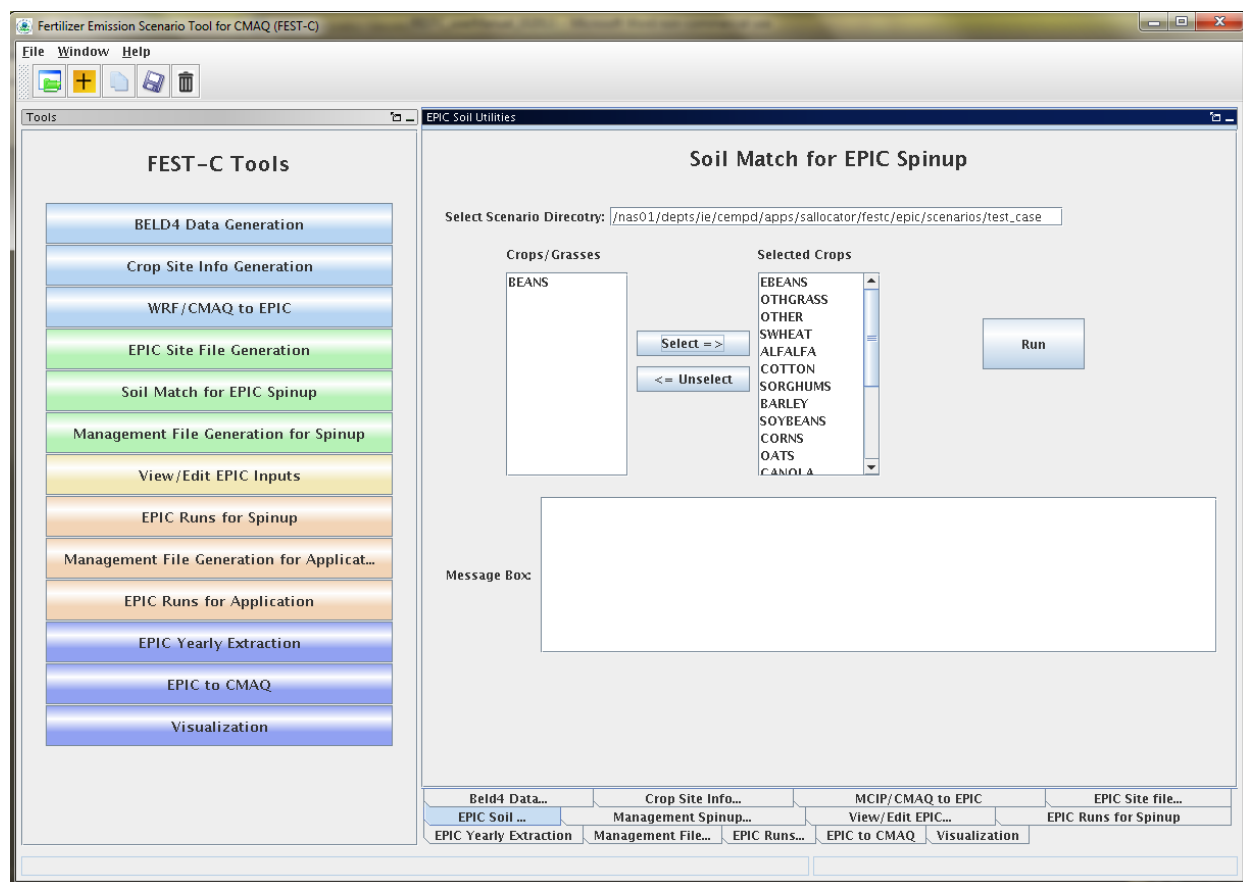 Fertilizer Emission Scenario Tool for CMAQ (FEST-C)
File Window Help
Tools
EPIC Soil Utilities
FEST-C Tools
BELD4 Data Generation
Crop Site Info Generation
WRF/CMAQ to EPIC
EPIC Site File Generation
Soil Match for EPIC Spinup
Management File Generation for Spinup
View/Edit EPIC Inputs
EPIC Runs for Spinup
Management File Generation for Applicat...
EPIC Runs for Application
EPIC Yearly Extraction
EPIC to CMAQ
Visualization
Soil Match for EPIC Spinup
Select Scenario Direcotry: /nas01/depts/ie/cempd/apps/sallocator/festc/epic/scenarios/test_case
Crops/Grasses
BEANS
Select =>
<= Unselect
Selected Crops
EBEANS
OTHGRASS
OTHER
SWHEAT
ALFALFA
COTTON
SORGHUMS
BARLEY
SOYBEANS
CORNS
OATS
CANOLA
Run
Message Box:
Beld4 Data... Crop Site Info... MCIP/CMAQ to EPIC EPIC Site file...
EPIC Soil ... Management Spinup... View/Edit EPIC... EPIC Runs for Spinup
EPIC Yearly Extraction Management File... EPIC Runs... EPIC to CMAQ Visualization